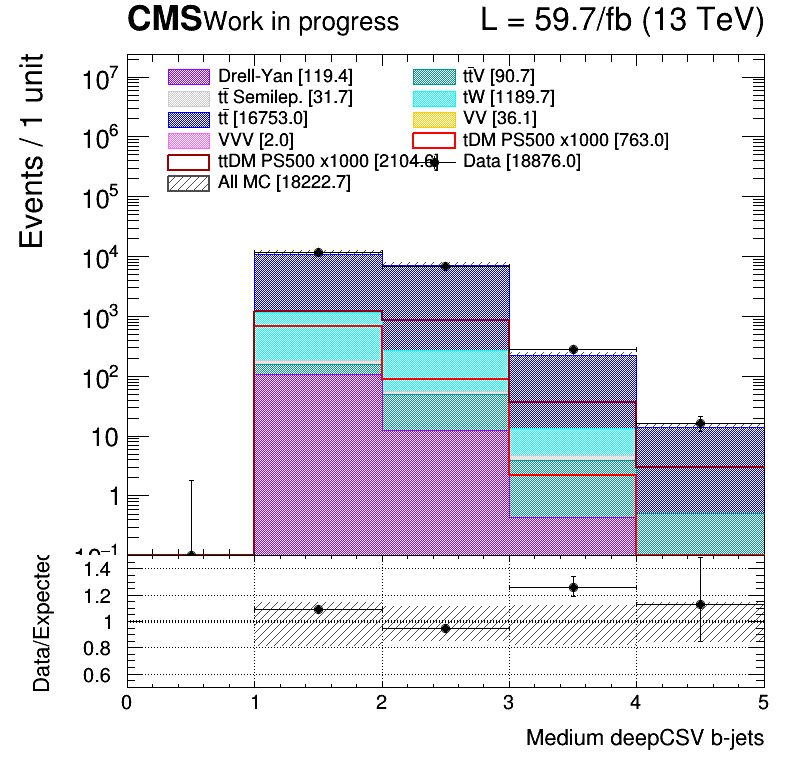 CMS Work in progress L = 59.7/fb (13 TeV)
Events / 1 unit
10⁷
10⁶
10⁵
10⁴
10³
10²
10
1
10⁻¹
Drell-Yan [119.4]
tt̄V [90.7]
tt̄ Semilep. [31.7]
tW [1189.7]
tt̄ [16753.0]
VV [36.1]
VVV [2.0]
tDM PS500 x1000 [763.0]
ttDM PS500 x1000 [2104.6]
Data [18876.0]
All MC [18222.7]
Data/Expected
1.4
1.2
1
0.8
0.6
0 1 2 3 4 5
Medium deepCSV b-jets